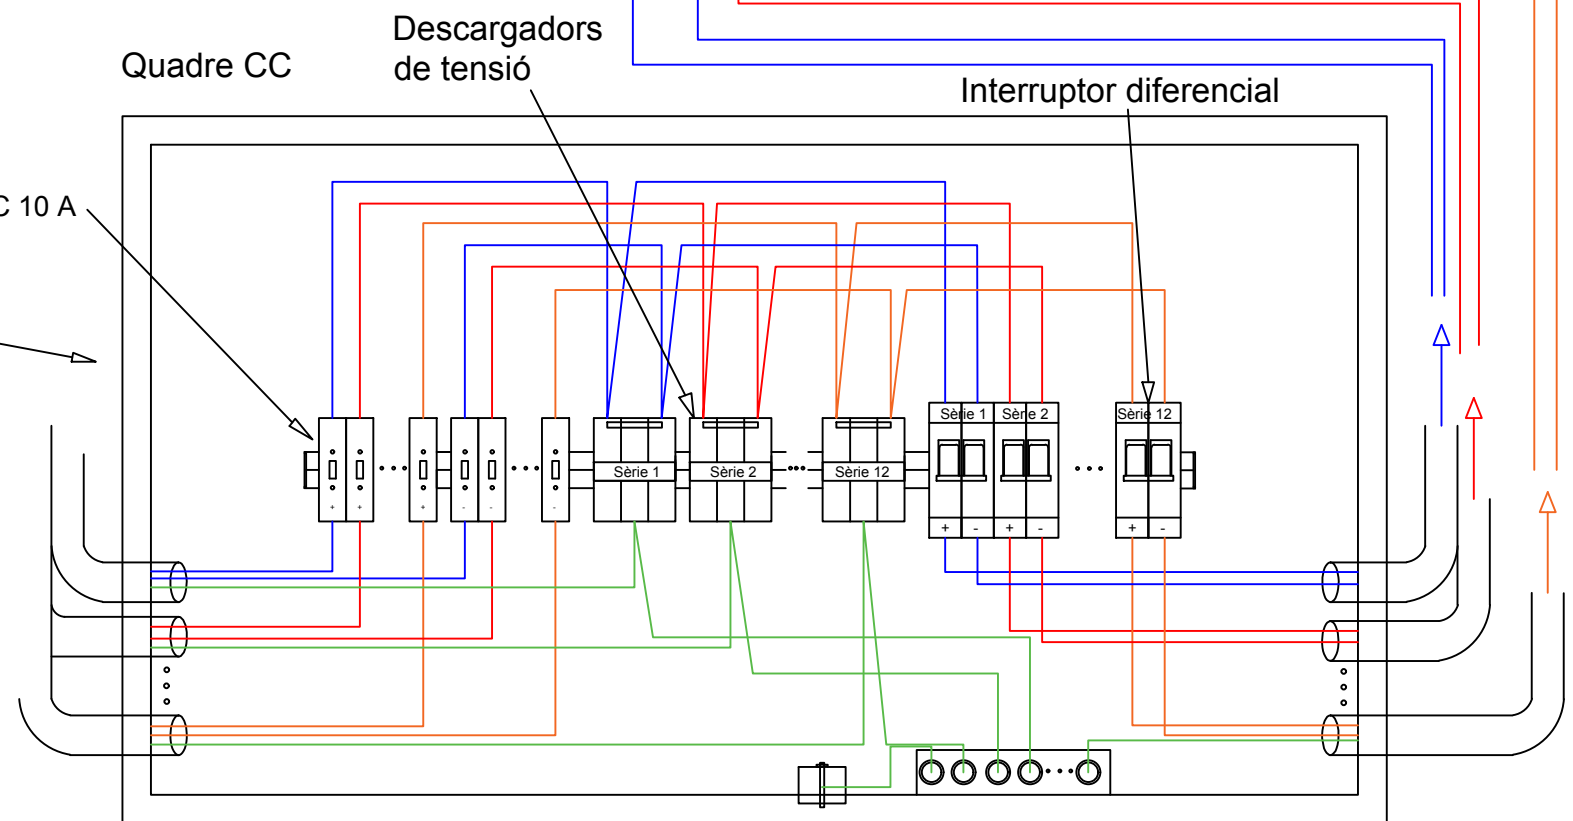 Descargadors
de tensió
Quadre CC
Interruptor diferencial
C 10 A
Sèrie 1
Sèrie 2
Sèrie 12
Sèrie 1
Sèrie 2
Sèrie 12
+ + + - - -
+ - + - + -